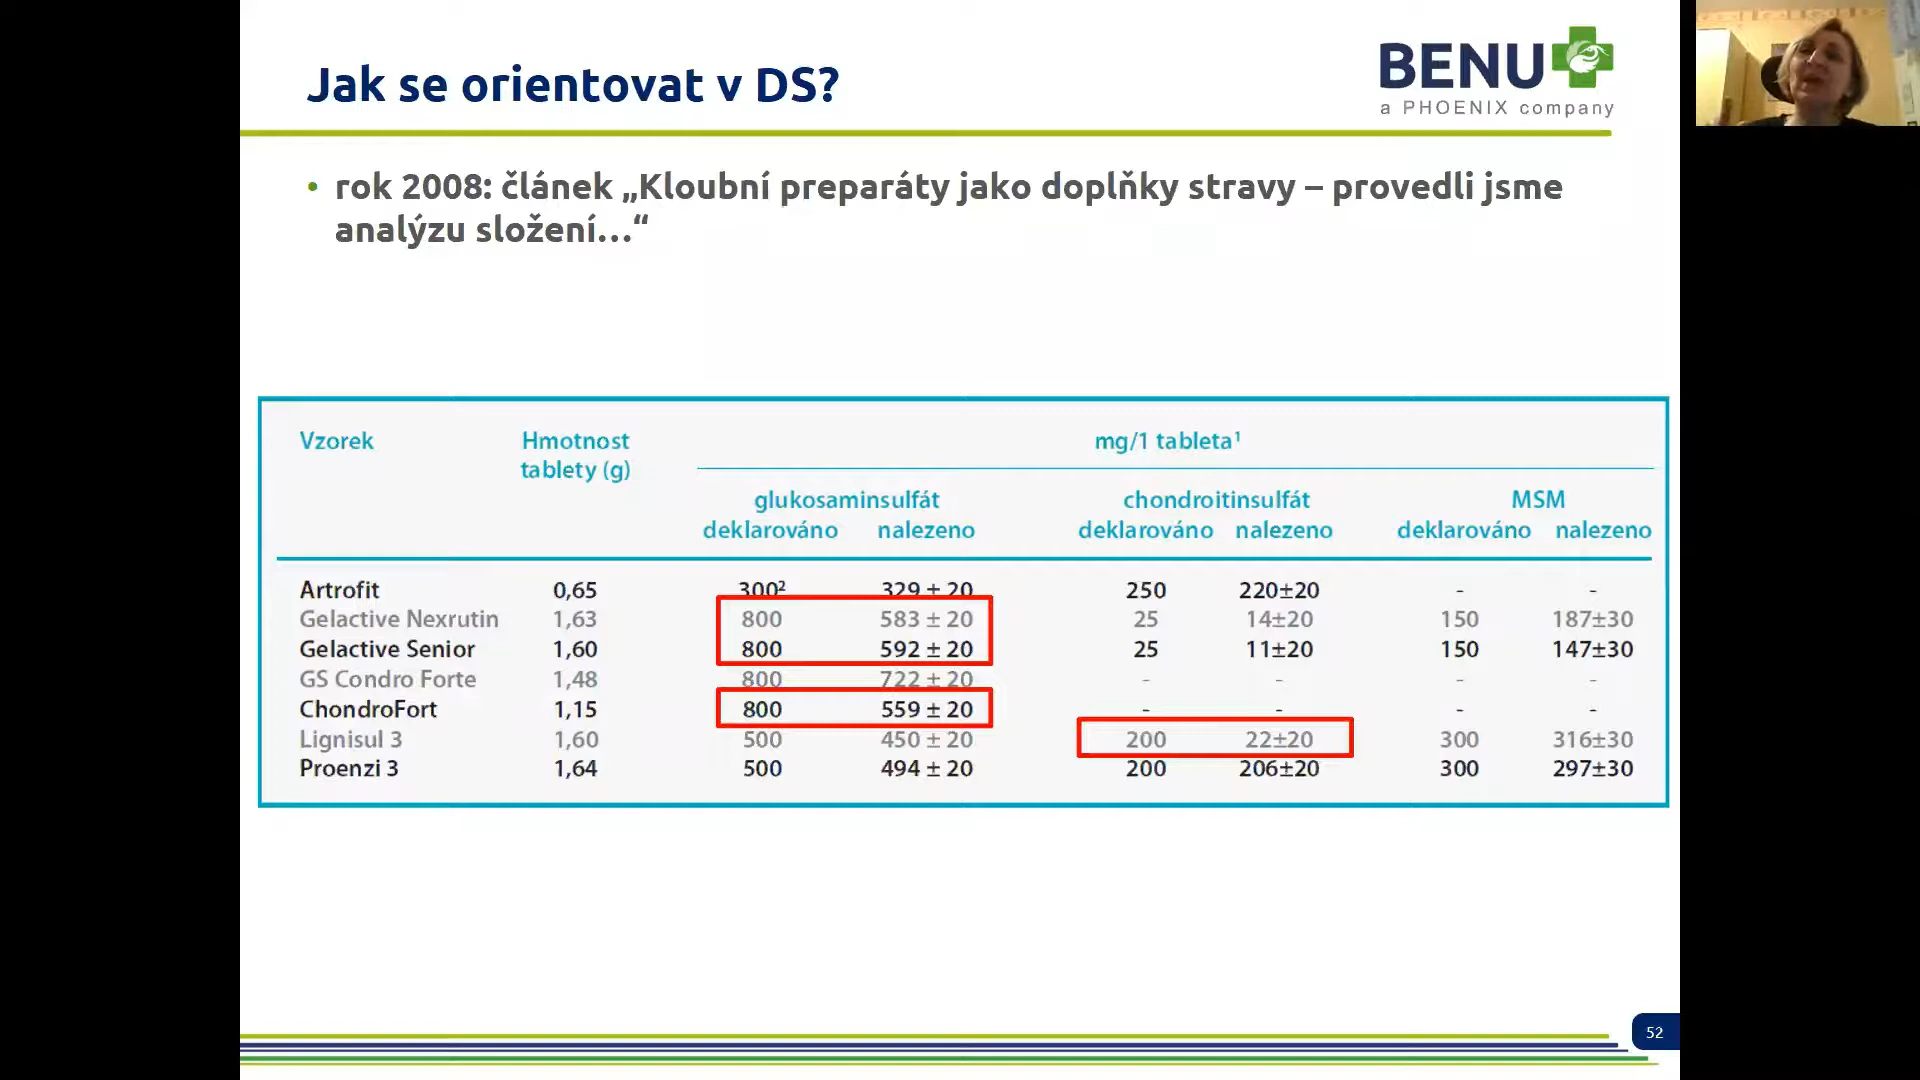 Jak se orientovat v DS?
BENU
a PHOENIX company
• rok 2008: článek „Kloubní preparáty jako doplňky stravy – provedli jsme
analýzu složení…“
Vzorek Hmotnost mg/1 tableta¹
tablety (g)
glukosaminsulfát chondroitinsulfát MSM
deklarováno nalezeno deklarováno nalezeno deklarováno nalezeno
Artrofit 0,65 300² 329 ± 20 250 220±20 - -
Gelactive Nexrutin 1,63 800 583 ± 20 25 14±20 150 187±30
Gelactive Senior 1,60 800 592 ± 20 25 11±20 150 147±30
GS Condro Forte 1,48 800 722 ± 20 - - - -
ChondroFort 1,15 800 559 ± 20 - - - -
Lignisul 3 1,60 500 450 ± 20 200 22±20 300 316±30
Proenzi 3 1,64 500 494 ± 20 200 206±20 300 297±30
52